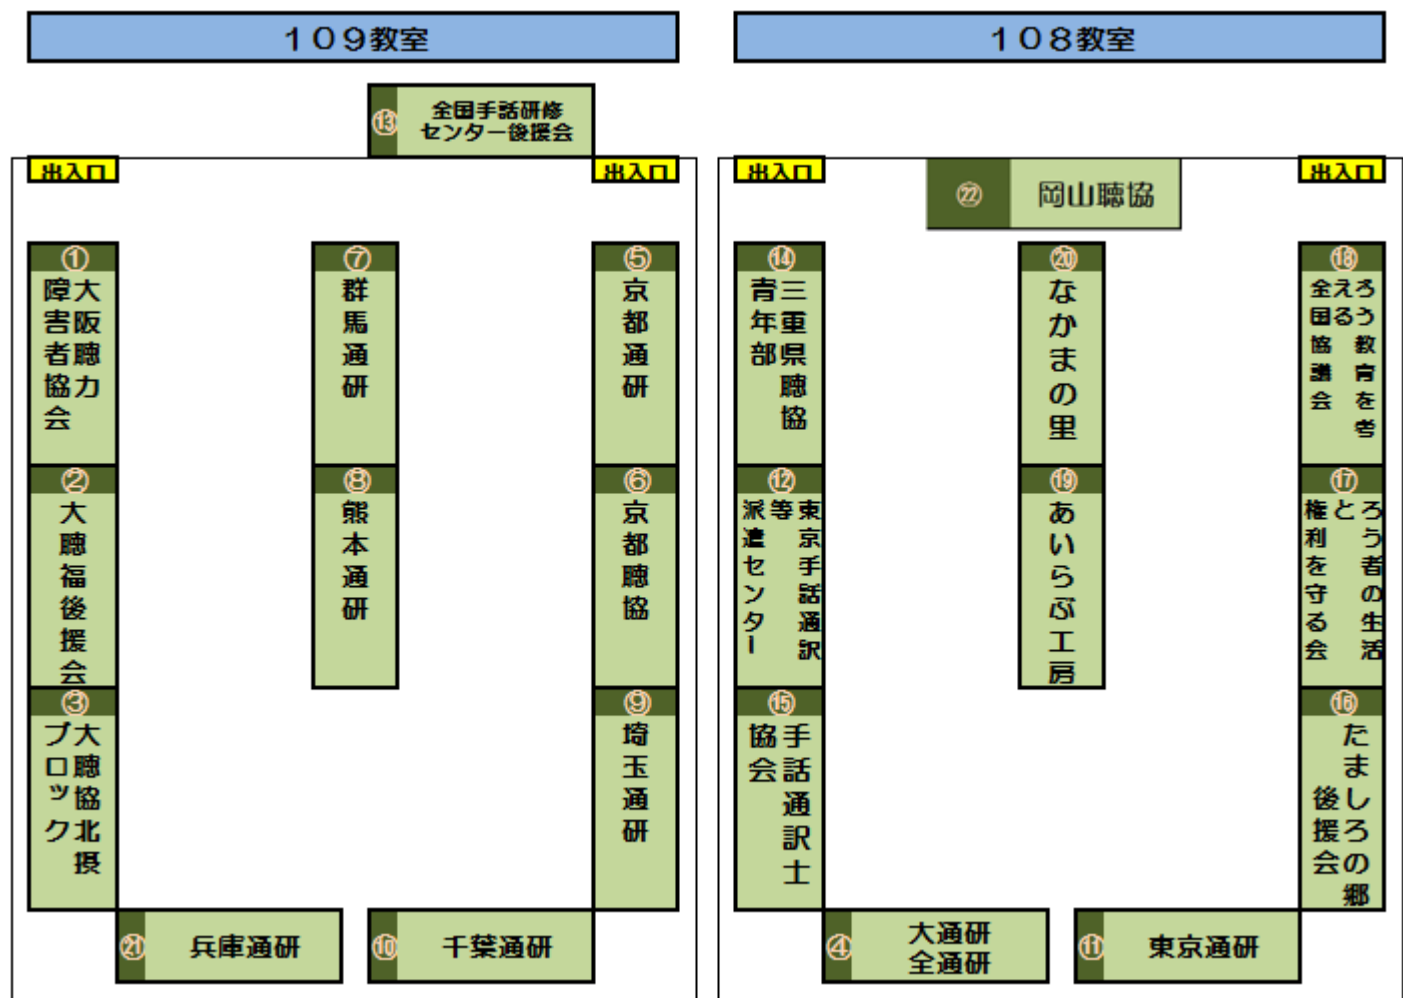 １０９教室
⑬
全国手話研修
センター後援会
出入口
出入口
①
大阪聴力
障害者協会
②
大聴福後援会
③
大聴協北摂
ブロック
⑦
群馬通研
⑧
熊本通研
⑤
京都通研
⑥
京都聴協
⑨
埼玉通研
㉑
兵庫通研
⑩
千葉通研
１０８教室
出入口
㉒
岡山聴協
出入口
⑭
三重県聴協
青年部
⑫
東京手話通訳
等
派遣センター
⑮
手話通訳士
協会
⑳
なかまの里
⑲
あいらぶ工房
⑱
ろう教育を考
える
全国協議会
⑰
ろう者の生活
と
権利を守る会
⑯
たましろの郷
後援会
④
大通研
全通研
⑪
東京通研